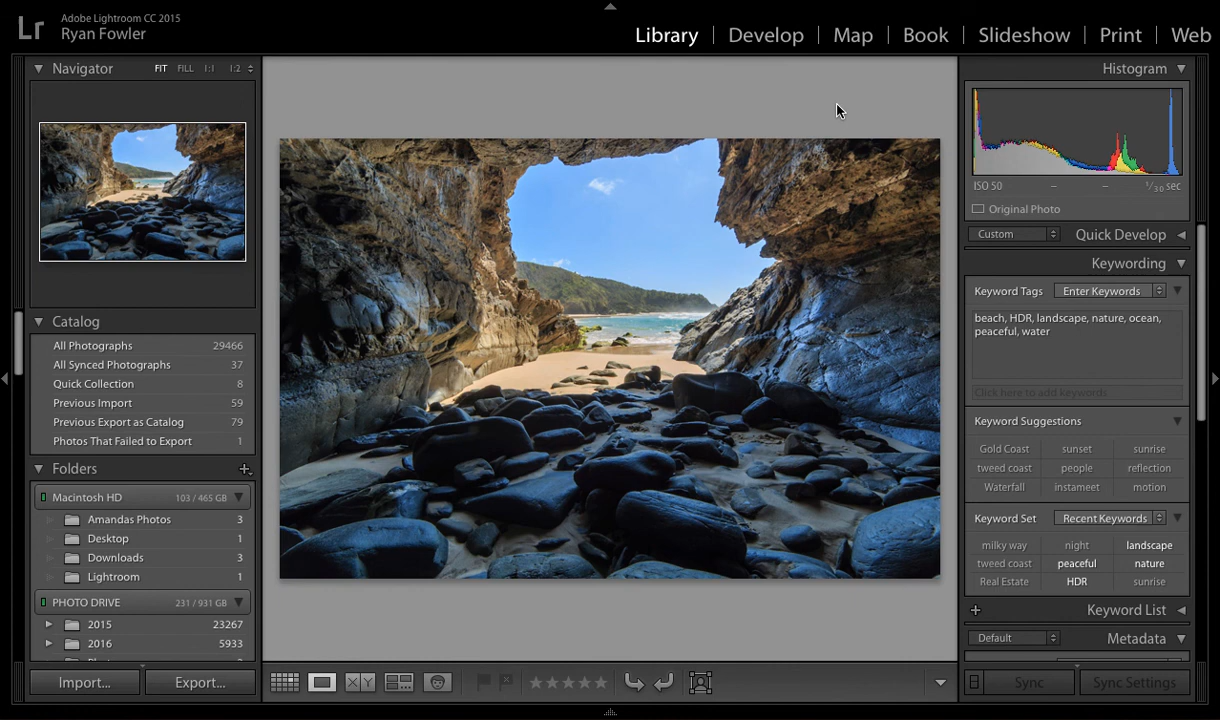 Lr
Adobe Lightroom CC 2015
Ryan Fowler
Library | Develop | Map | Book | Slideshow | Print | Web
Navigator FIT FILL 1:1 1:2
Catalog
All Photographs 29466
All Synced Photographs 37
Quick Collection 8
Previous Import 59
Previous Export as Catalog 79
Photos That Failed to Export 1
Folders
Macintosh HD 103 / 465 GB
Amandas Photos 3
Desktop 1
Downloads 3
Lightroom 1
PHOTO DRIVE 231 / 931 GB
2015 23267
2016 5933
Import... Export...
X Y
Histogram
ISO 50 – – 1/30 sec
Original Photo
Custom Quick Develop
Keywording
Keyword Tags Enter Keywords
beach, HDR, landscape, nature, ocean,
peaceful, water
Click here to add keywords
Keyword Suggestions
Gold Coast sunset sunrise
tweed coast people reflection
Waterfall instameet motion
Keyword Set Recent Keywords
milky way night landscape
tweed coast peaceful nature
Real Estate HDR sunrise
Keyword List
Default Metadata
Sync Sync Settings